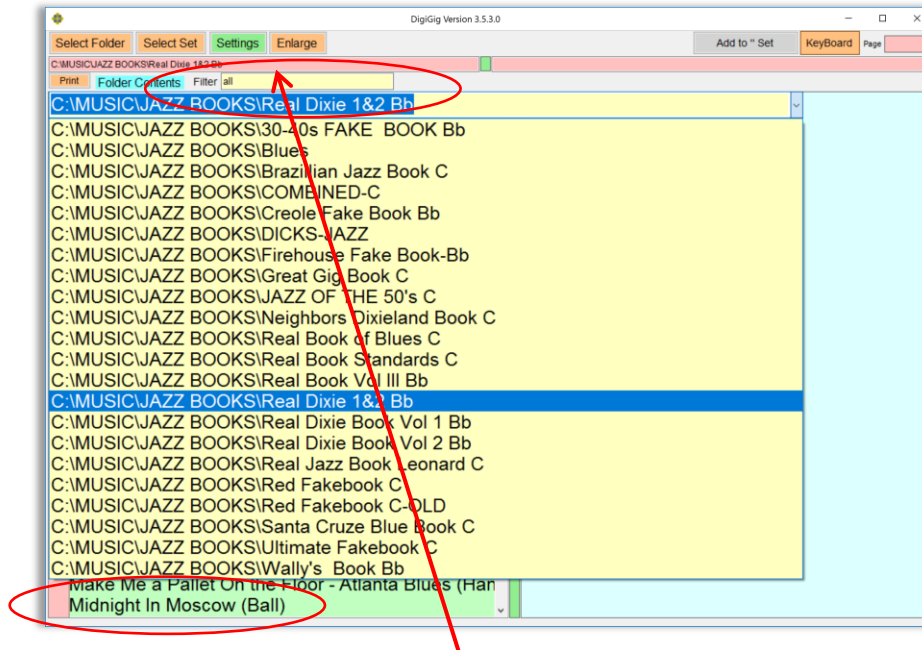 DigiGig Version 3.5.3.0
Select Folder Select Set Settings Enlarge Add to '' Set KeyBoard Page
C:\MUSIC\JAZZ BOOKS\Real Dixie 1&2 Bb
Print Folder Contents Filter all
C:\MUSIC\JAZZ BOOKS\Real Dixie 1&2 Bb
C:\MUSIC\JAZZ BOOKS\30-40s FAKE  BOOK Bb
C:\MUSIC\JAZZ BOOKS\Blues
C:\MUSIC\JAZZ BOOKS\Brazilian Jazz Book C
C:\MUSIC\JAZZ BOOKS\COMBINED-C
C:\MUSIC\JAZZ BOOKS\Creole Fake Book Bb
C:\MUSIC\JAZZ BOOKS\DICKS-JAZZ
C:\MUSIC\JAZZ BOOKS\Firehouse Fake Book-Bb
C:\MUSIC\JAZZ BOOKS\Great Gig Book C
C:\MUSIC\JAZZ BOOKS\JAZZ OF THE 50's C
C:\MUSIC\JAZZ BOOKS\Neighbors Dixieland Book C
C:\MUSIC\JAZZ BOOKS\Real Book of Blues C
C:\MUSIC\JAZZ BOOKS\Real Book Standards C
C:\MUSIC\JAZZ BOOKS\Real Book Vol III Bb
C:\MUSIC\JAZZ BOOKS\Real Dixie 1&2 Bb
C:\MUSIC\JAZZ BOOKS\Real Dixie Book Vol 1 Bb
C:\MUSIC\JAZZ BOOKS\Real Dixie Book Vol 2 Bb
C:\MUSIC\JAZZ BOOKS\Real Jazz Book Leonard C
C:\MUSIC\JAZZ BOOKS\Red Fakebook C
C:\MUSIC\JAZZ BOOKS\Red Fakebook C-OLD
C:\MUSIC\JAZZ BOOKS\Santa Cruze Blue Book C
C:\MUSIC\JAZZ BOOKS\Ultimate Fakebook C
C:\MUSIC\JAZZ BOOKS\Wally's  Book Bb
Make Me a Pallet On the Floor - Atlanta Blues (Han
Midnight In Moscow (Ball)